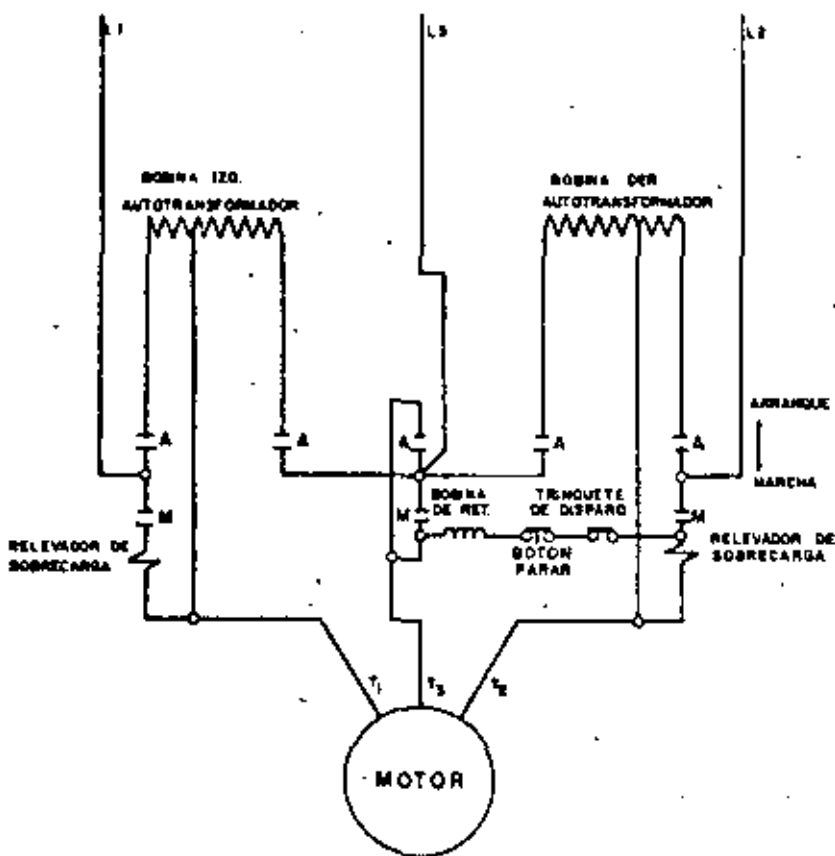 L1
L3
L2
BOBINA IZQ.
AUTOTRANSFORMADOR
BOBINA DER
AUTOTRANSFORMADOR
ARRANQUE
MARCHA
A
A
A
A
A
M
M
M
BOBINA
DE RET.
TRINQUETE
DE DISPARO
BOTON
PARAR
RELEVADOR DE
SOBRECARGA
RELEVADOR DE
SOBRECARGA
T1
T3
T2
MOTOR